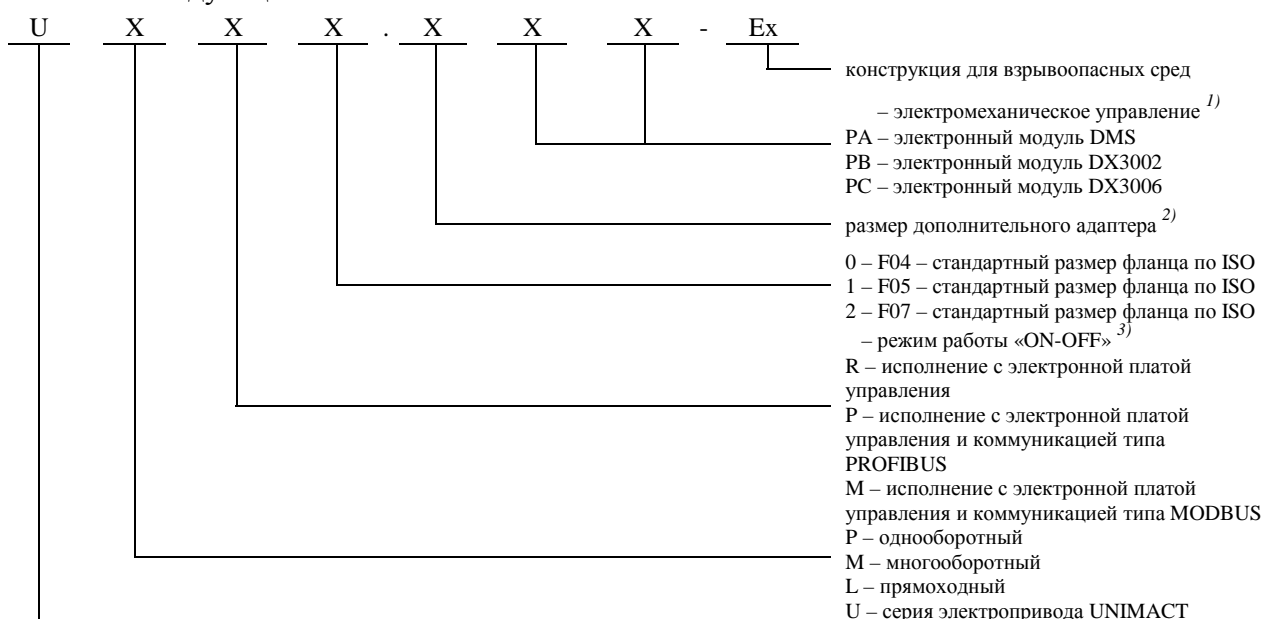 U X X X . X X X - Ex
конструкция для взрывоопасных сред
– электромеханическое управление 1)
PA – электронный модуль DMS
PB – электронный модуль DX3002
PC – электронный модуль DX3006
размер дополнительного адаптера 2)
0 – F04 – стандартный размер фланца по ISO
1 – F05 – стандартный размер фланца по ISO
2 – F07 – стандартный размер фланца по ISO
– режим работы «ON-OFF» 3)
R – исполнение с электронной платой
управления
P – исполнение с электронной платой
управления и коммуникацией типа
PROFIBUS
M – исполнение с электронной платой
управления и коммуникацией типа MODBUS
P – однооборотный
M – многооборотный
L – прямоходный
U – серия электропривода UNIMACT